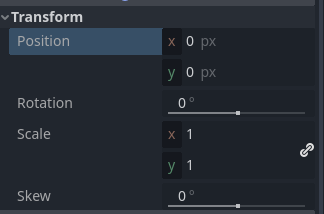 Transform
Position x 0 px
y 0 px
Rotation 0 °
Scale x 1
y 1
Skew 0 °